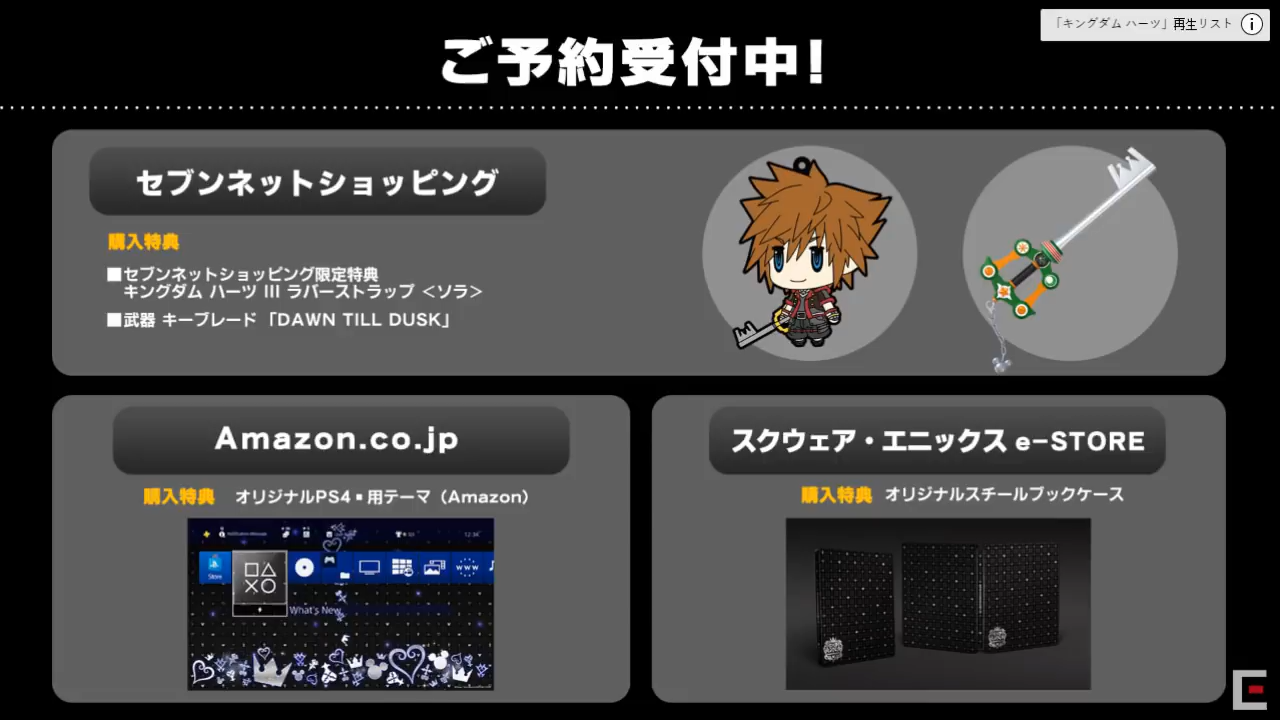 「キングダム ハーツ」再生リスト
ご予約受付中!
セブンネットショッピング
購入特典
■セブンネットショッピング限定特典
キングダム ハーツ III ラバーストラップ <ソラ>
■武器 キーブレード「DAWN TILL DUSK」
Amazon.co.jp
スクウェア・エニックス e-STORE
購入特典 オリジナルPS4®用テーマ（Amazon）
購入特典 オリジナルスチールブックケース
12:34
Store
www
What's New